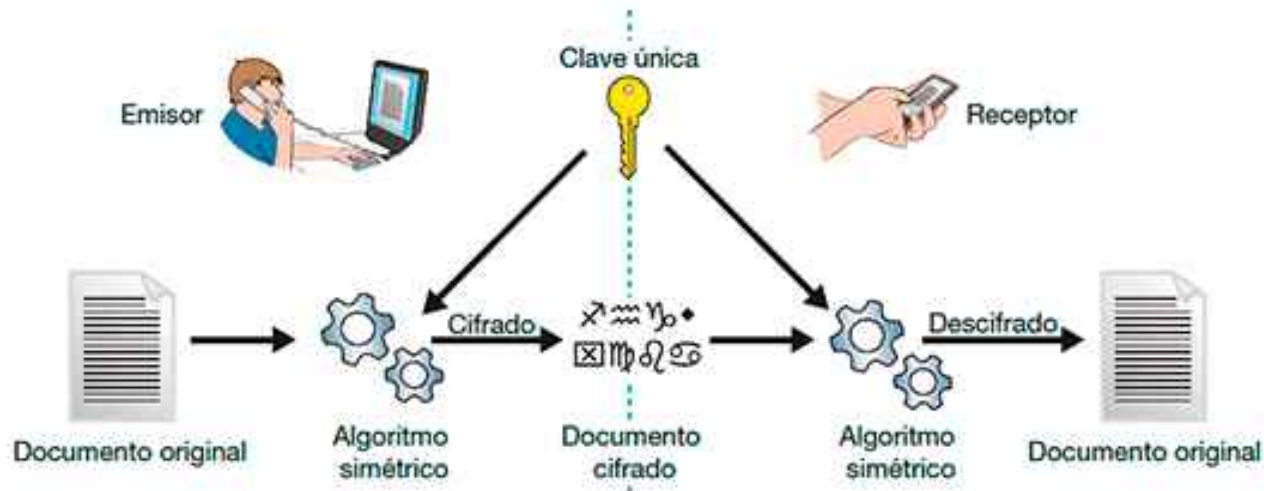 Clave única
Emisor
Receptor
Cifrado
Descifrado
Documento original
Algoritmo
simétrico
Documento
cifrado
Algoritmo
simétrico
Documento original